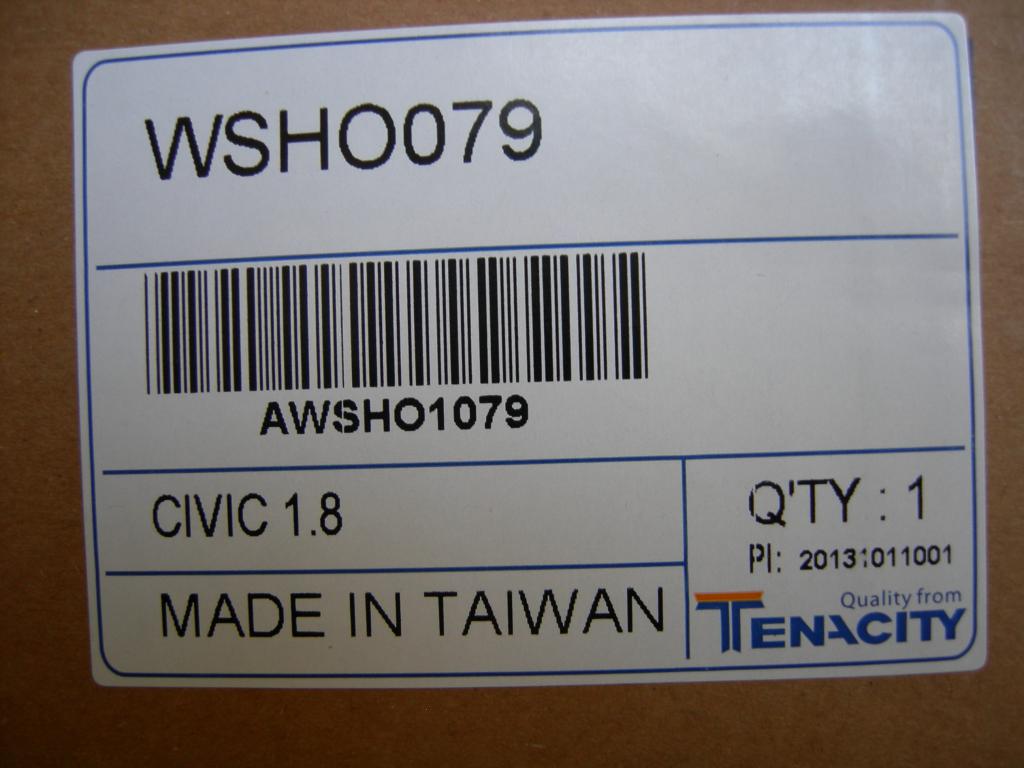 WSHO079
AWSHO1079
CIVIC 1.8
Q'TY : 1
PI: 20131011001
MADE IN TAIWAN
Quality from
TENACITY